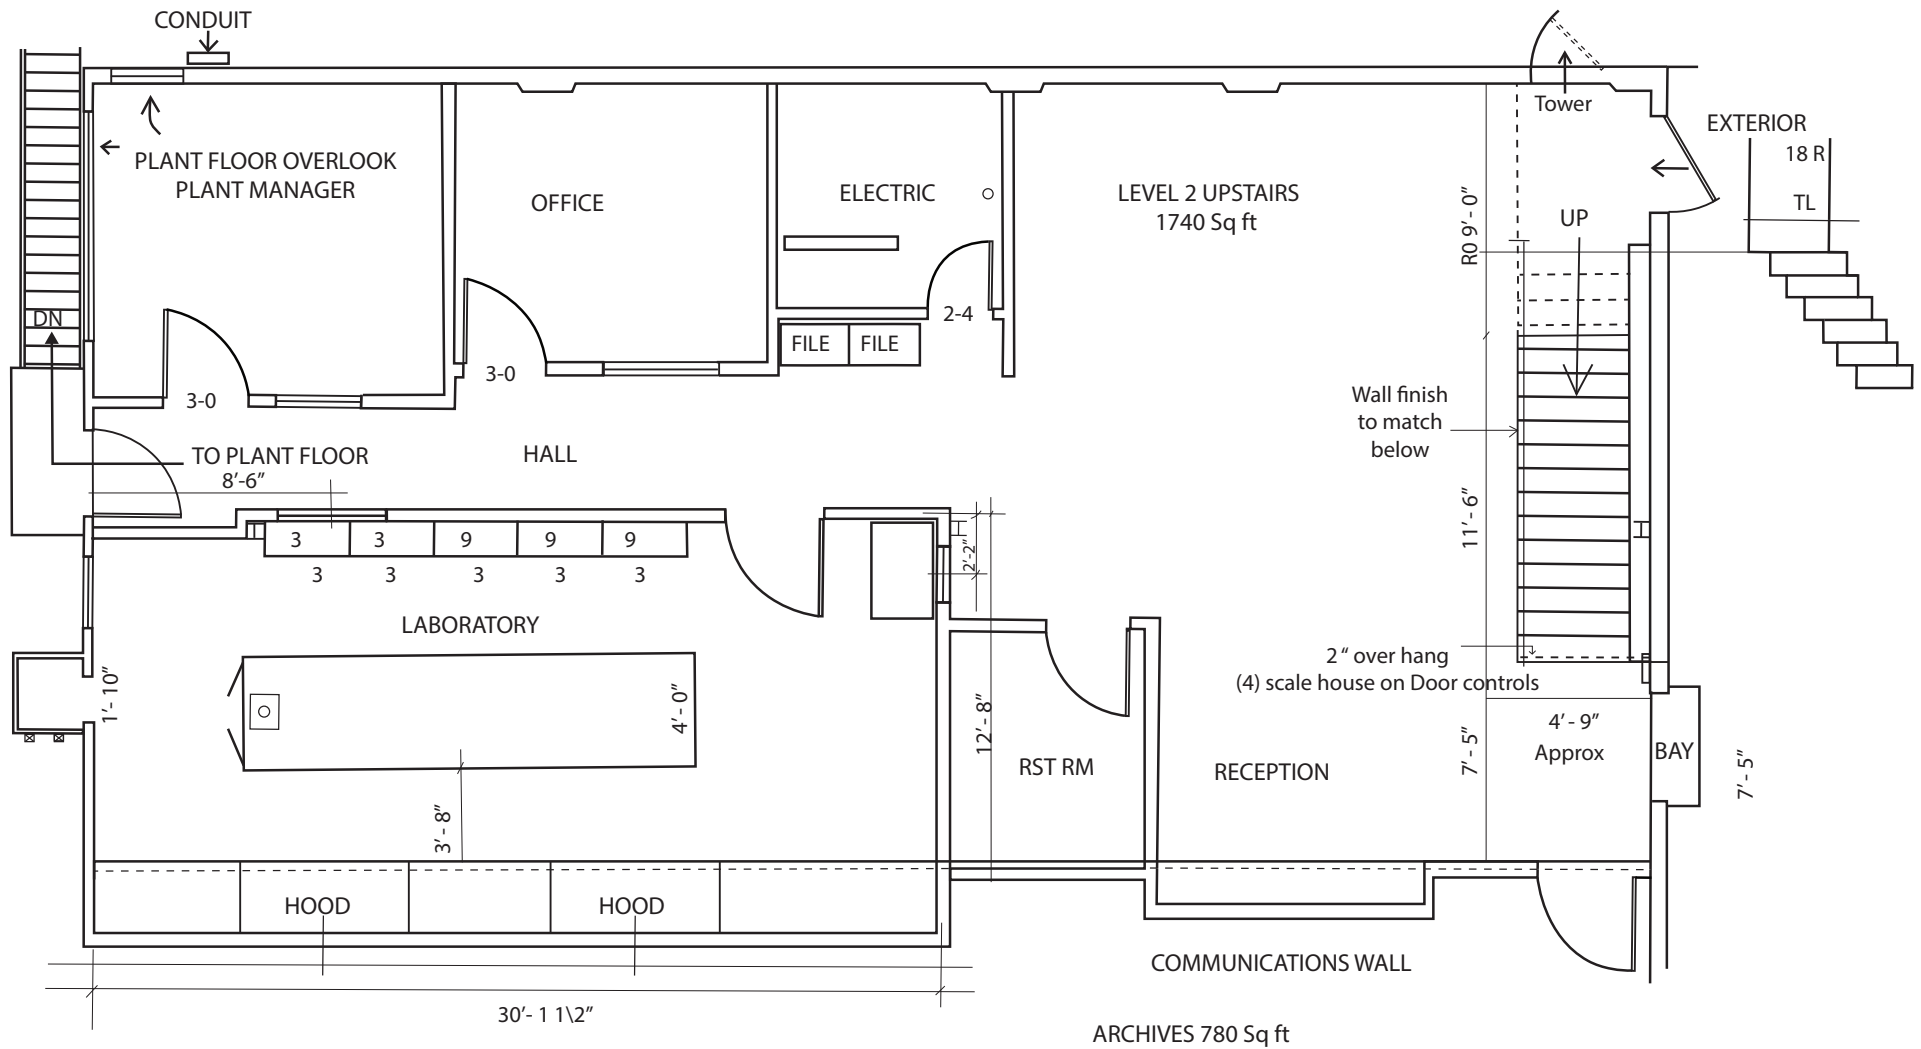 CONDUIT
Tower
EXTERIOR
18 R
TL
PLANT FLOOR OVERLOOK
PLANT MANAGER
OFFICE
ELECTRIC
LEVEL 2 UPSTAIRS
1740 Sq ft
R0 9'- 0"
UP
DN
2-4
FILE
FILE
3-0
3-0
Wall finish
to match
below
TO PLANT FLOOR
8'-6"
HALL
11'- 6"
3
3
9
9
9
3
3
3
3
3
2'-2"
LABORATORY
2 " over hang
(4) scale house on Door controls
1'- 10"
4'- 0"
12'- 8"
RST RM
RECEPTION
7'- 5"
4'- 9"
Approx
BAY
7'- 5"
3'- 8"
HOOD
HOOD
COMMUNICATIONS WALL
30'- 1 1\2"
ARCHIVES 780 Sq ft